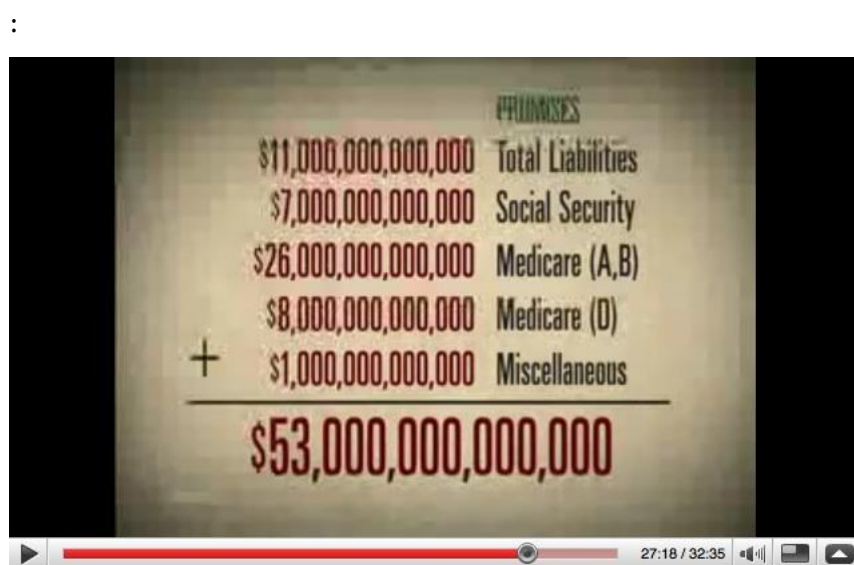 :
PROMISES
$11,000,000,000,000 Total Liabilities
$7,000,000,000,000 Social Security
$26,000,000,000,000 Medicare (A,B)
$8,000,000,000,000 Medicare (D)
+ $1,000,000,000,000 Miscellaneous
$53,000,000,000,000
27:18 / 32:35